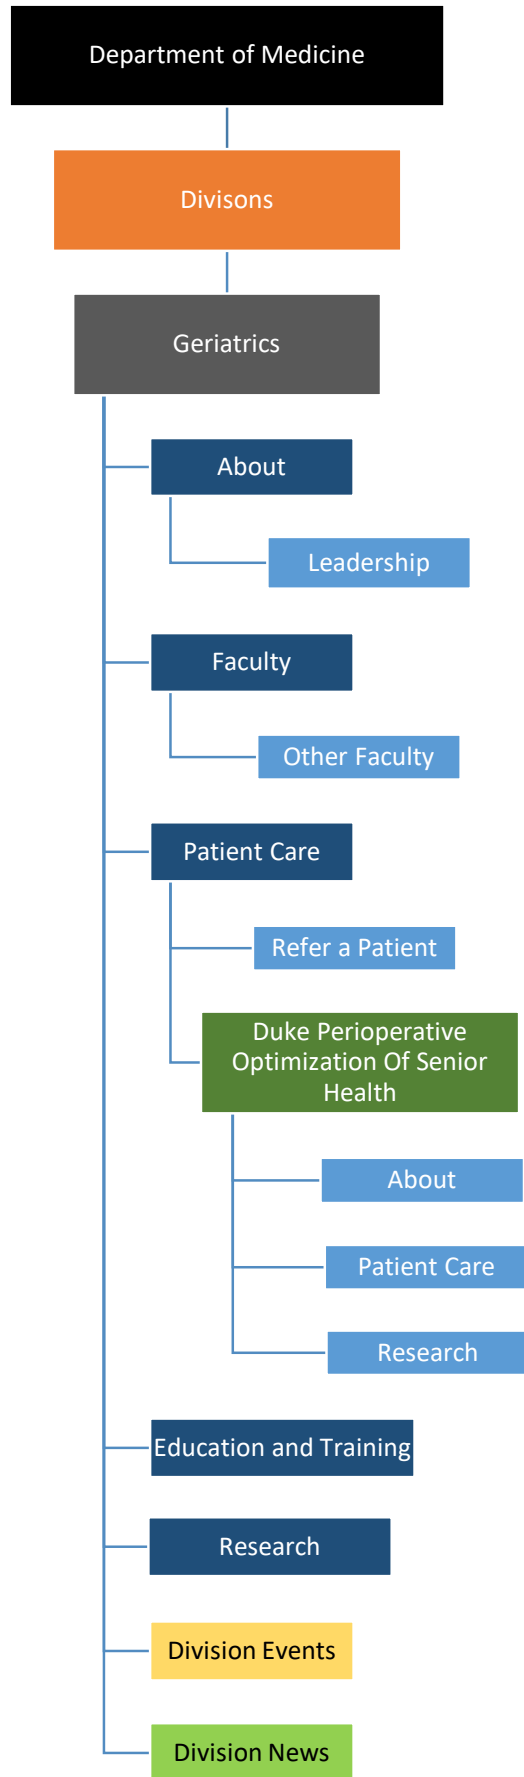 Department of Medicine
Divisons
Geriatrics
About
Leadership
Faculty
Other Faculty
Patient Care
Refer a Patient
Duke Perioperative
Optimization Of Senior
Health
About
Patient Care
Research
Education and Training
Research
Division Events
Division News